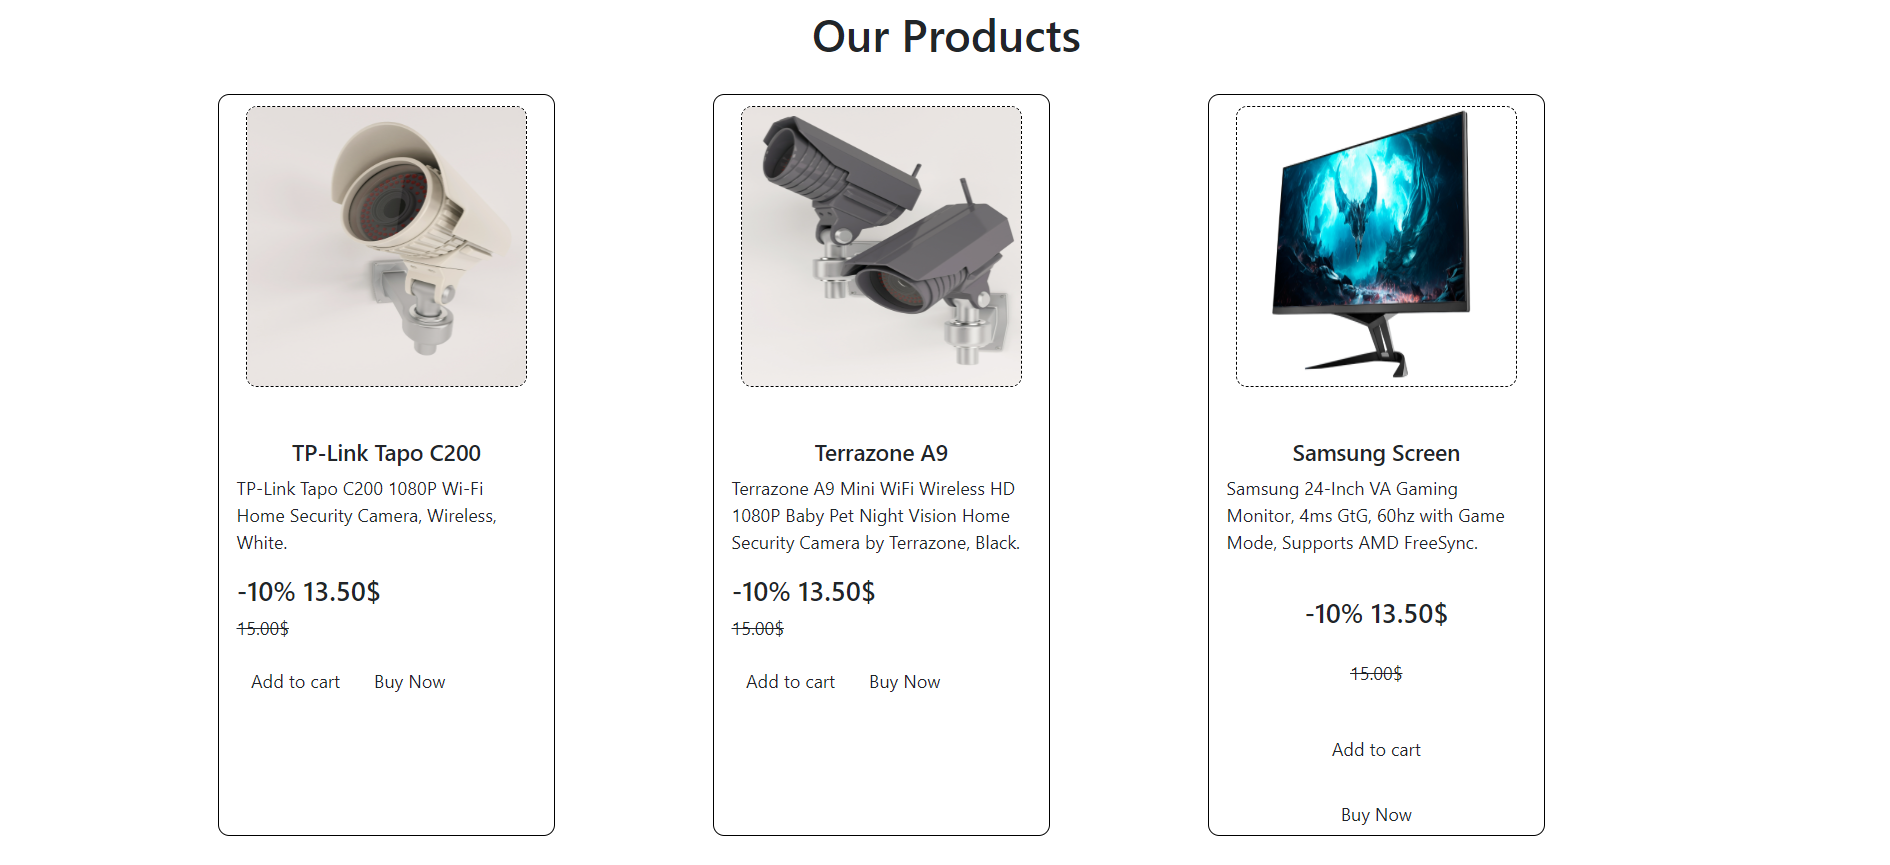 Our Products
TP-Link Tapo C200
TP-Link Tapo C200 1080P Wi-Fi
Home Security Camera, Wireless,
White.
-10% 13.50$
15.00$
Add to cart Buy Now
Terrazone A9
Terrazone A9 Mini WiFi Wireless HD
1080P Baby Pet Night Vision Home
Security Camera by Terrazone, Black.
-10% 13.50$
15.00$
Add to cart Buy Now
Samsung Screen
Samsung 24-Inch VA Gaming
Monitor, 4ms GtG, 60hz with Game
Mode, Supports AMD FreeSync.
-10% 13.50$
15.00$
Add to cart
Buy Now